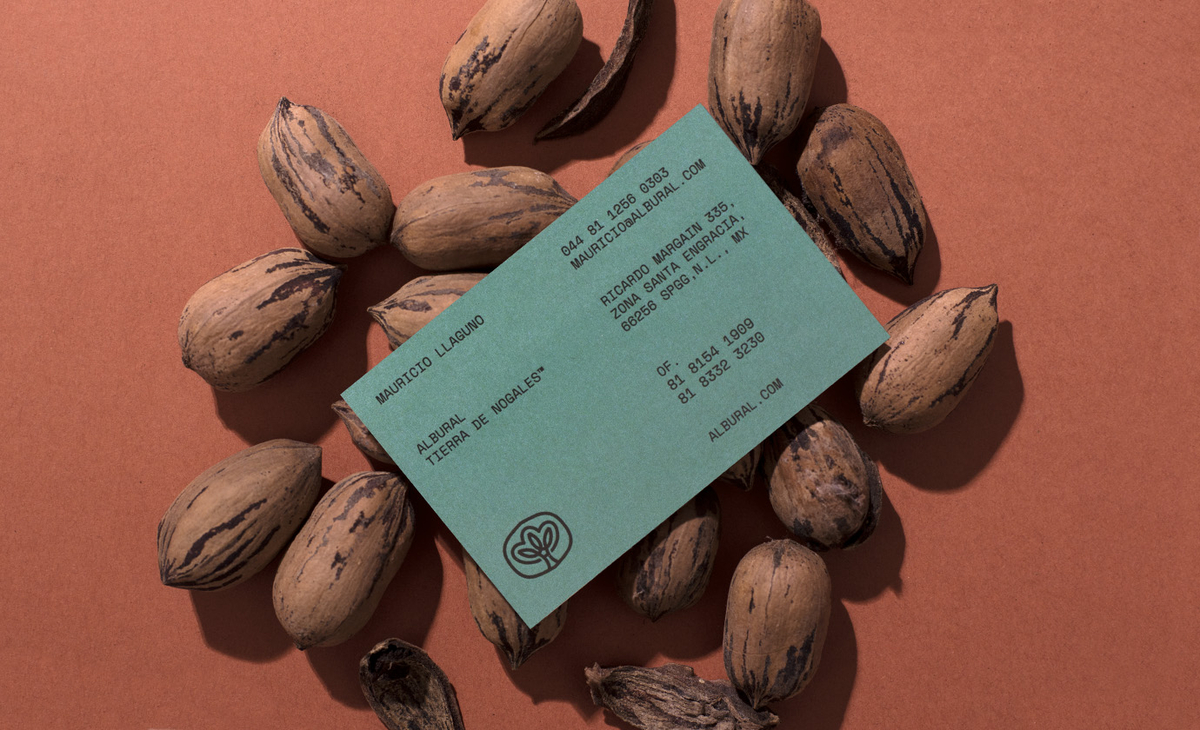 MAURICIO LLAGUNO
ALBURAL
TIERRA DE NOGALES™
044 81 1256 0303
MAURICIO@ALBURAL.COM
RICARDO MARGAIN 335,
ZONA SANTA ENGRACIA,
66256 SPGG,N.L., MX
OF.
81 8154 1909
81 8332 3230
ALBURAL.COM